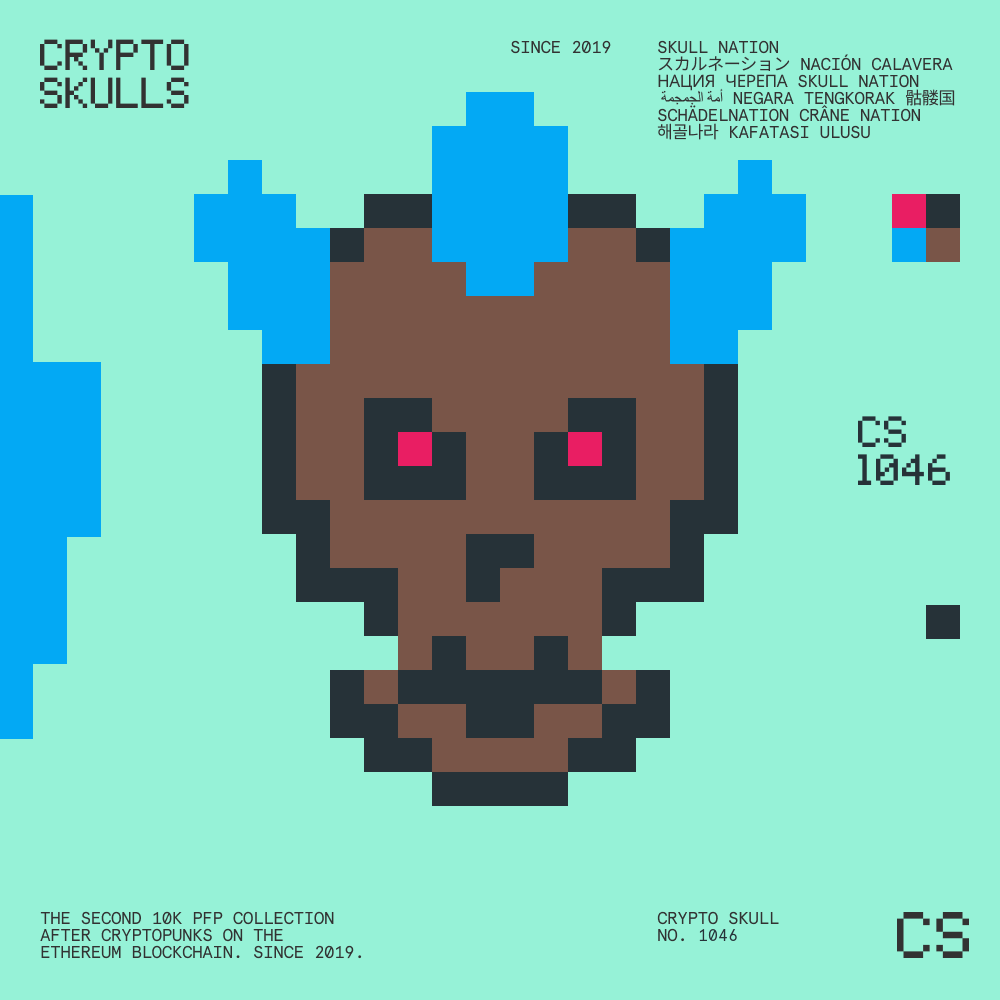 CRYPTO
SKULLS
SINCE 2019
SKULL NATION
スカルネーション NACIÓN CALAVERA
НАЦИЯ ЧЕРЕПА SKULL NATION
أمة الجمجمة NEGARA TENGKORAK 骷髅国
SCHÄDELNATION CRÂNE NATION
해골나라 KAFATASI ULUSU
CS
1046
THE SECOND 10K PFP COLLECTION
AFTER CRYPTOPUNKS ON THE
ETHEREUM BLOCKCHAIN. SINCE 2019.
CRYPTO SKULL
NO. 1046
CS